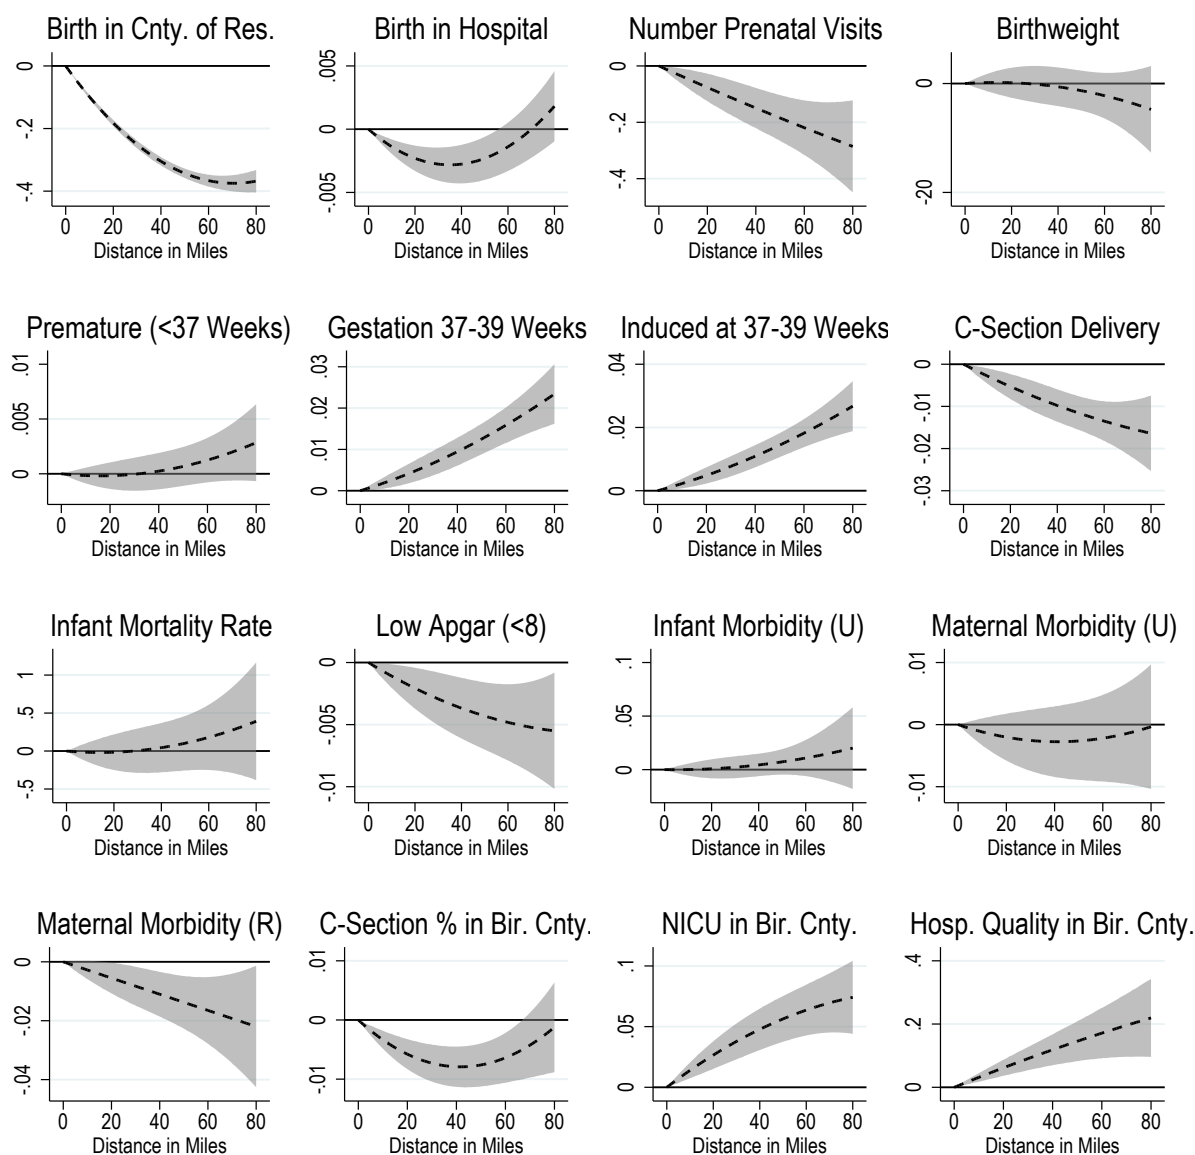 Birth in Cnty. of Res.
0
-.2
-.4
0 20 40 60 80
Distance in Miles
Birth in Hospital
.005
0
-.005
0 20 40 60 80
Distance in Miles
Number Prenatal Visits
0
-.2
-.4
0 20 40 60 80
Distance in Miles
Birthweight
0
-20
0 20 40 60 80
Distance in Miles
Premature (<37 Weeks)
.01
.005
0
0 20 40 60 80
Distance in Miles
Gestation 37-39 Weeks
.03
.02
.01
0
0 20 40 60 80
Distance in Miles
Induced at 37-39 Weeks
.04
.02
0
0 20 40 60 80
Distance in Miles
C-Section Delivery
0
-.01
-.02
-.03
0 20 40 60 80
Distance in Miles
Infant Mortality Rate
1
.5
0
-.5
0 20 40 60 80
Distance in Miles
Low Apgar (<8)
0
-.005
-.01
0 20 40 60 80
Distance in Miles
Infant Morbidity (U)
.1
.05
0
0 20 40 60 80
Distance in Miles
Maternal Morbidity (U)
.01
0
-.01
0 20 40 60 80
Distance in Miles
Maternal Morbidity (R)
0
-.02
-.04
0 20 40 60 80
Distance in Miles
C-Section % in Bir. Cnty.
.01
0
-.01
0 20 40 60 80
Distance in Miles
NICU in Bir. Cnty.
.1
.05
0
0 20 40 60 80
Distance in Miles
Hosp. Quality in Bir. Cnty.
.4
.2
0
0 20 40 60 80
Distance in Miles